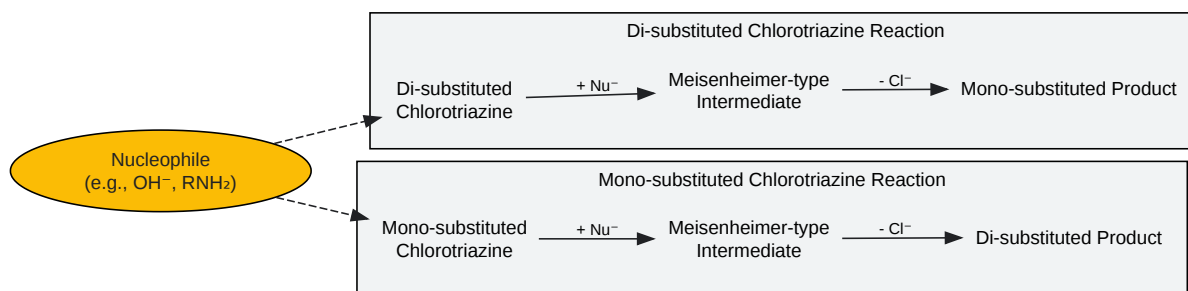 Di-substituted Chlorotriazine Reaction
Di-substituted
Chlorotriazine
+ Nu⁻
Meisenheimer-type
Intermediate
- Cl⁻
Mono-substituted Product
Nucleophile
(e.g., OH⁻, RNH₂)
Mono-substituted Chlorotriazine Reaction
Mono-substituted
Chlorotriazine
+ Nu⁻
Meisenheimer-type
Intermediate
- Cl⁻
Di-substituted Product